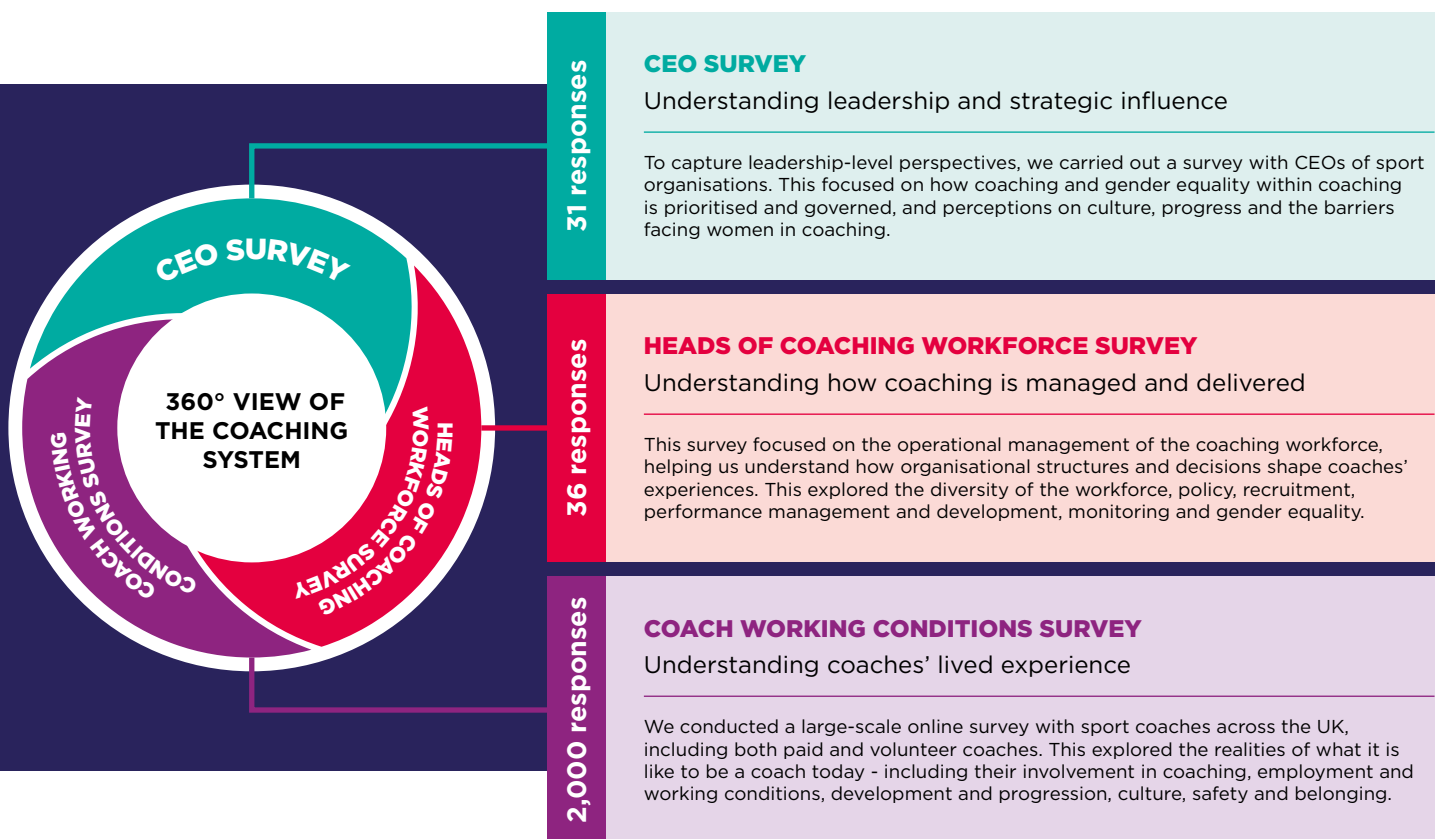 CEO SURVEY
HEADS OF COACHING
WORKFORCE SURVEY
COACH WORKING
CONDITIONS SURVEY
360° VIEW OF
THE COACHING
SYSTEM
31 responses
CEO SURVEY
Understanding leadership and strategic influence
To capture leadership-level perspectives, we carried out a survey with CEOs of sport
organisations. This focused on how coaching and gender equality within coaching
is prioritised and governed, and perceptions on culture, progress and the barriers
facing women in coaching.
36 responses
HEADS OF COACHING WORKFORCE SURVEY
Understanding how coaching is managed and delivered
This survey focused on the operational management of the coaching workforce,
helping us understand how organisational structures and decisions shape coaches’
experiences. This explored the diversity of the workforce, policy, recruitment,
performance management and development, monitoring and gender equality.
2,000 responses
COACH WORKING CONDITIONS SURVEY
Understanding coaches’ lived experience
We conducted a large-scale online survey with sport coaches across the UK,
including both paid and volunteer coaches. This explored the realities of what it is
like to be a coach today - including their involvement in coaching, employment and
working conditions, development and progression, culture, safety and belonging.